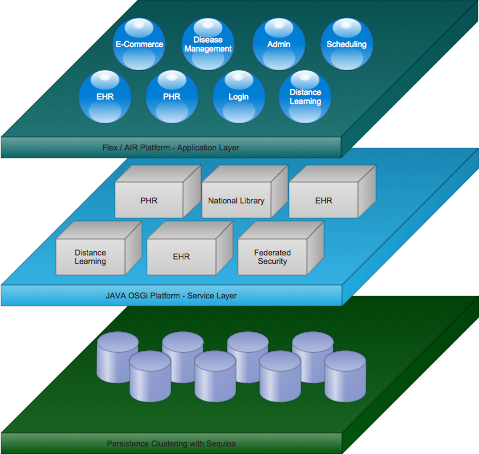 E-Commerce
Disease
Management
Admin
Scheduling
EHR
PHR
Login
Distance
Learning
Flex / AIR Platform - Application Layer
PHR
National Library
EHR
Distance
Learning
EHR
Federated
Security
JAVA OSGi Platform - Service Layer
Persistence Clustering with Sequioa